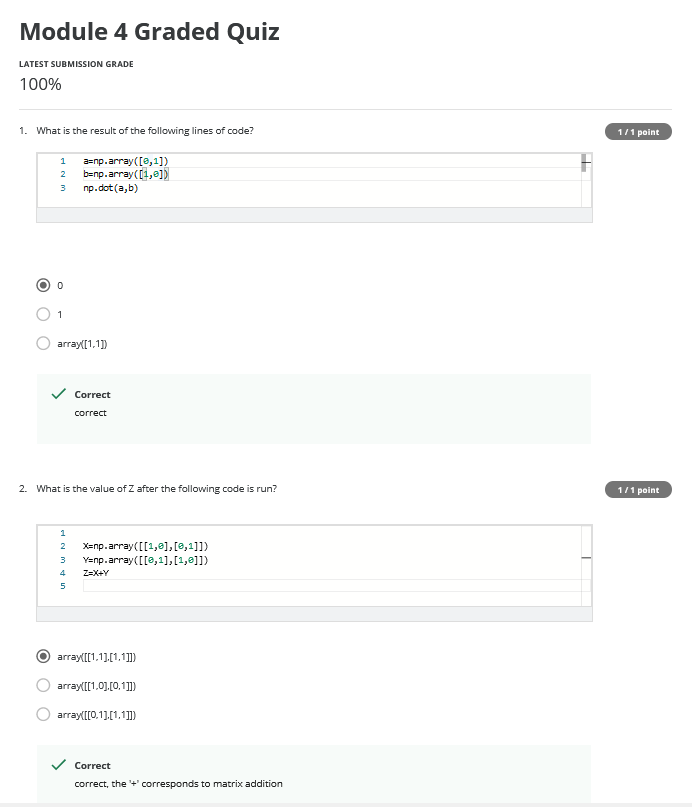 Module 4 Graded Quiz
LATEST SUBMISSION GRADE
100%
1. What is the result of the following lines of code?
1 / 1 point
1 a=np.array([0,1])
2 b=np.array([1,0])
3 np.dot(a,b)
0
1
array([1,1])
Correct
correct
2. What is the value of Z after the following code is run?
1 / 1 point
1
2 X=np.array([[1,0],[0,1]])
3 Y=np.array([[0,1],[1,0]])
4 Z=X+Y
5
array([[1,1],[1,1]])
array([[1,0],[0,1]])
array([[0,1],[1,1]])
Correct
correct, the '+' corresponds to matrix addition